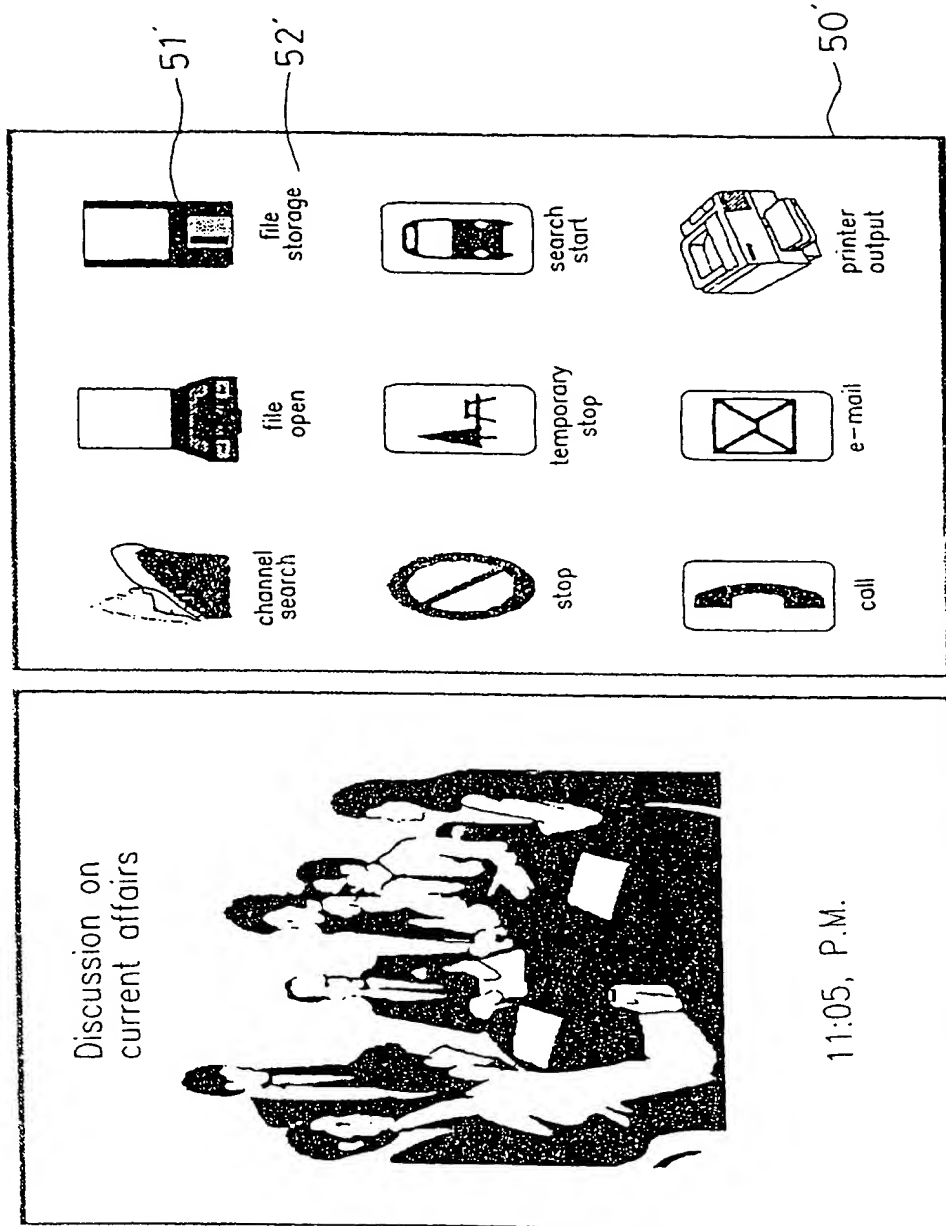 Discussion on
current affairs
11:05, P.M.
channel
search
file
open
file
storage
51´
52´
stop
temporary
stop
search
start
call
e-mail
printer
output
50´